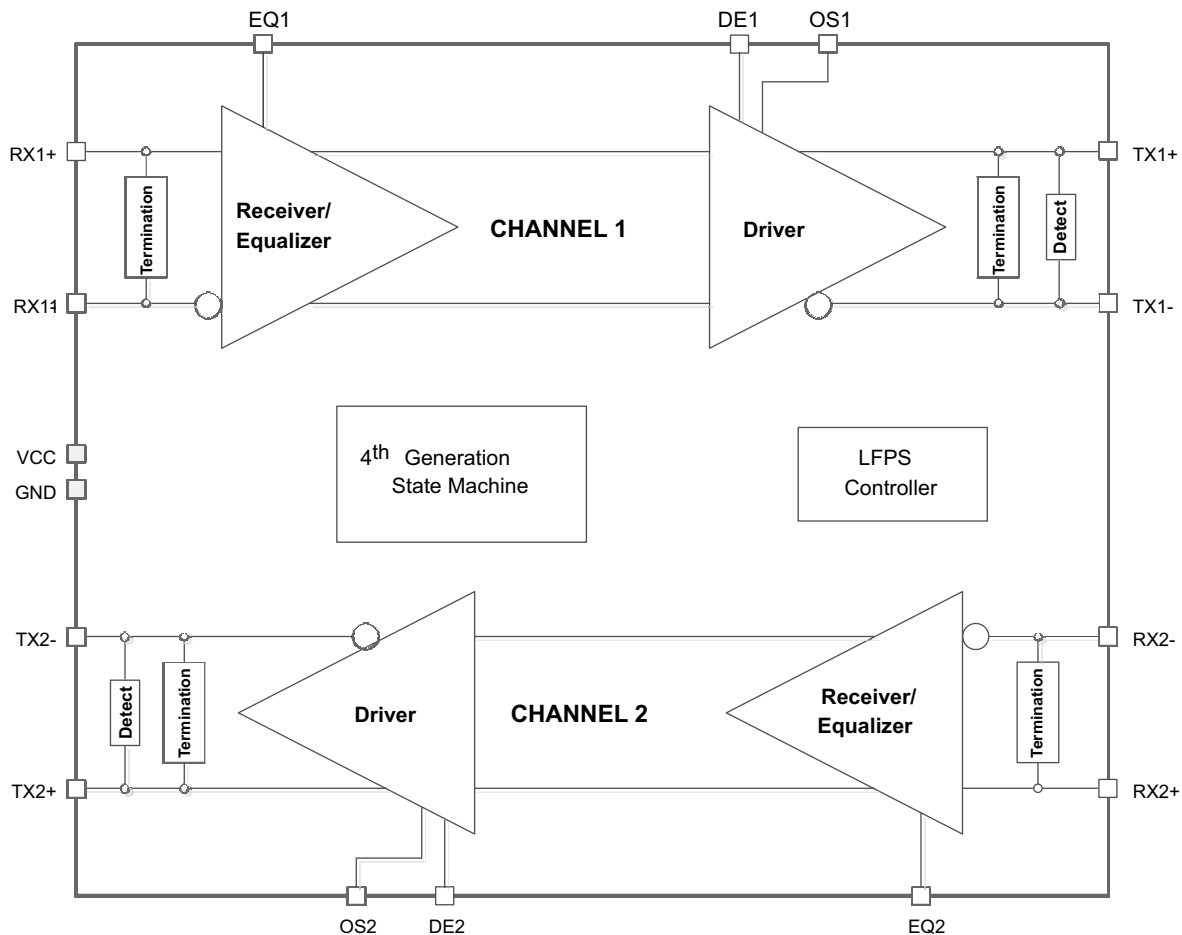 EQ1
DE1
OS1
RX1+
TX1+
Termination
Receiver/
Equalizer
CHANNEL 1
Driver
Termination
Detect
TX1-
4th Generation
State Machine
LFPS
Controller
VCC
GND
TX2-
RX2-
Detect
Termination
Driver
CHANNEL 2
Receiver/
Equalizer
Termination
TX2+
RX2+
OS2
DE2
EQ2